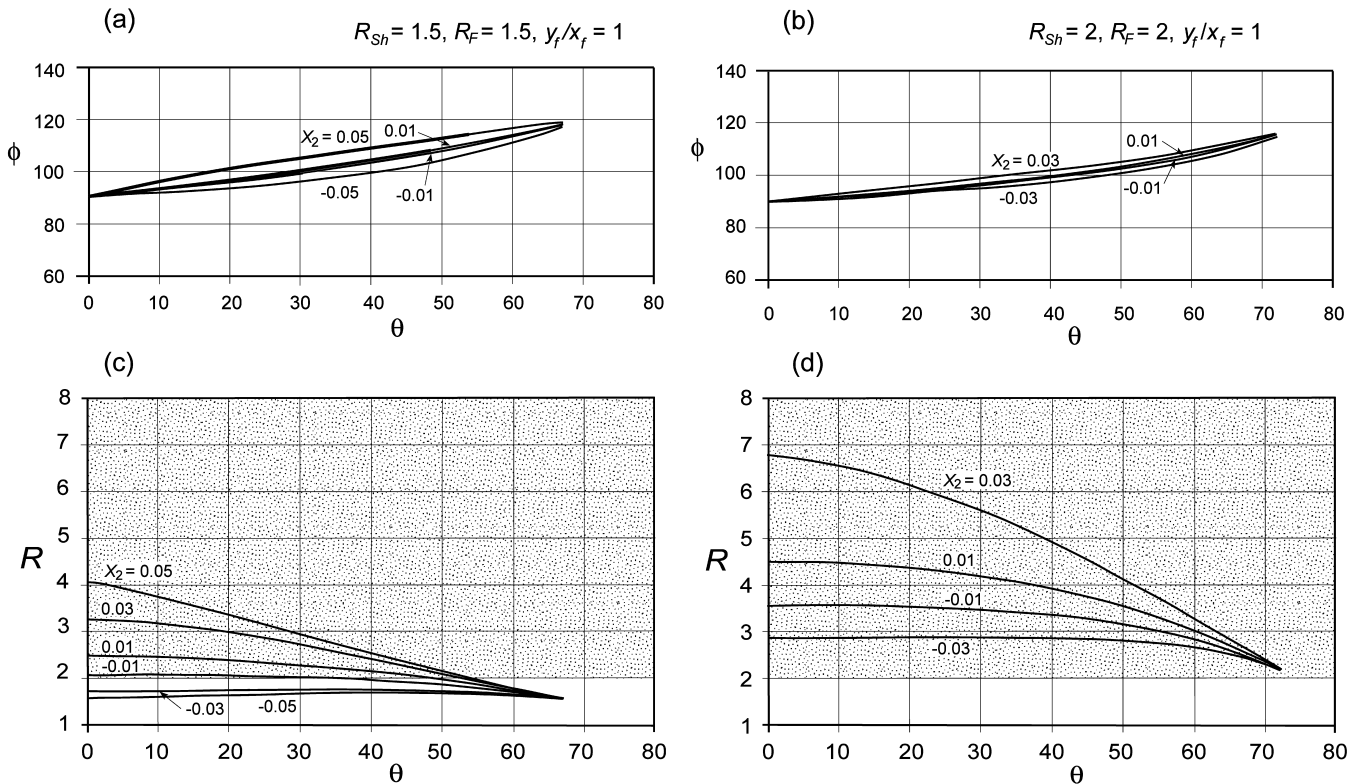 (a)
R_Sh = 1.5, R_F = 1.5, y_f/x_f = 1
140
120
100
80
60
ϕ
X_2 = 0.05
0.01
-0.05
-0.01
0 10 20 30 40 50 60 70 80
θ
(b)
R_Sh = 2, R_F = 2, y_f/x_f = 1
140
120
100
80
60
ϕ
X_2 = 0.03
0.01
-0.03
-0.01
0 10 20 30 40 50 60 70 80
θ
(c)
8
7
6
5
4
3
2
1
R
X_2 = 0.05
0.03
0.01
-0.01
-0.03
-0.05
0 10 20 30 40 50 60 70 80
θ
(d)
8
7
6
5
4
3
2
1
R
X_2 = 0.03
0.01
-0.01
-0.03
0 10 20 30 40 50 60 70 80
θ